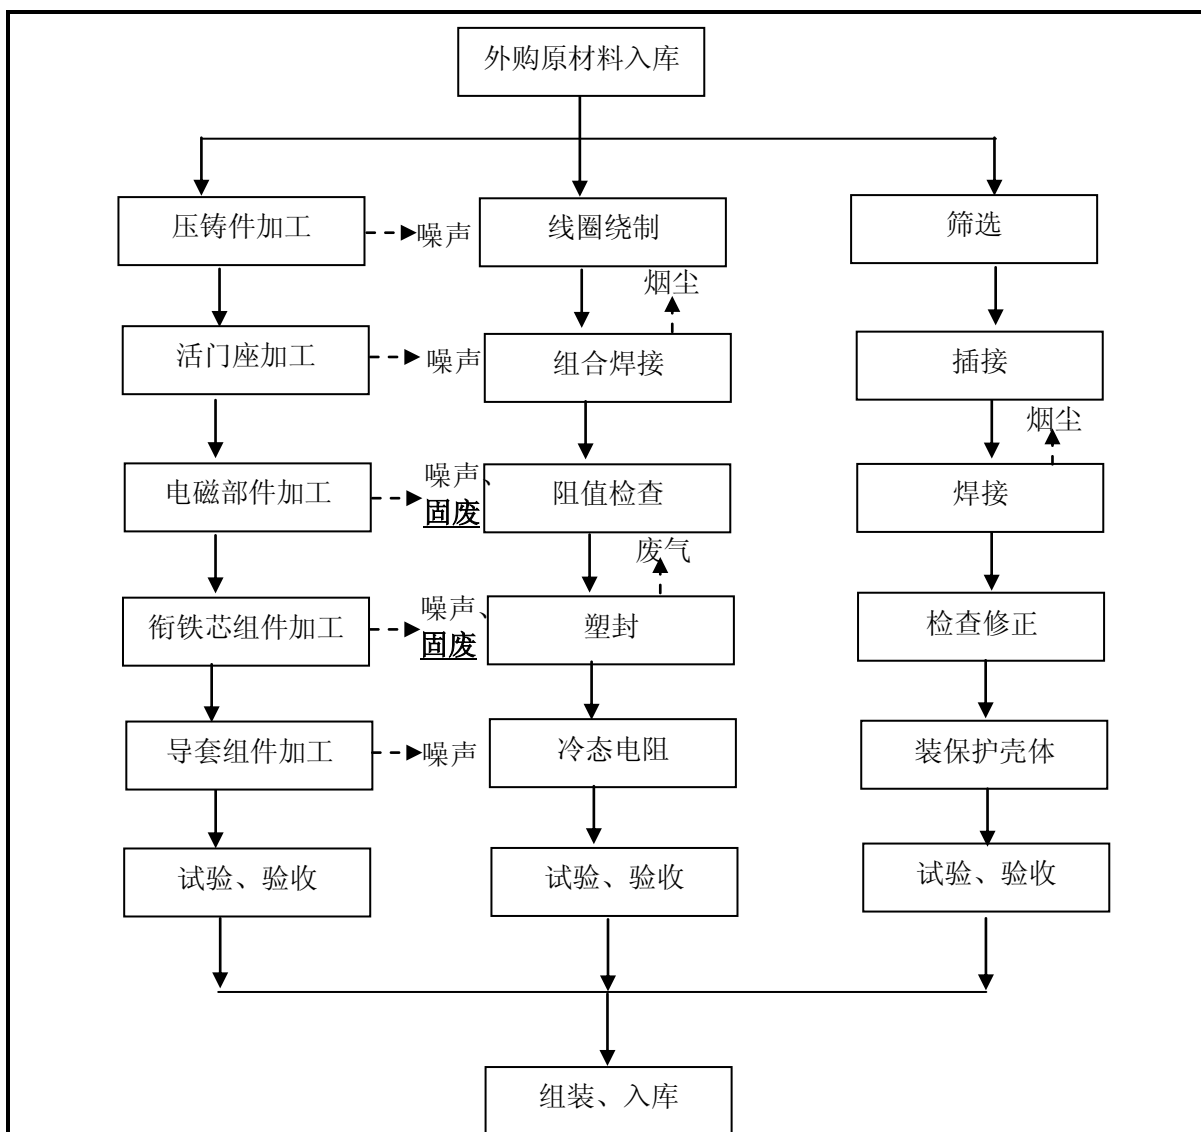 外购原材料入库
压铸件加工
噪声
线圈绕制
筛选
烟尘
活门座加工
噪声
组合焊接
插接
烟尘
电磁部件加工
噪声、
固废
阻值检查
焊接
废气
衔铁芯组件加工
噪声、
固废
塑封
检查修正
导套组件加工
噪声
冷态电阻
装保护壳体
试验、验收
试验、验收
试验、验收
组装、入库